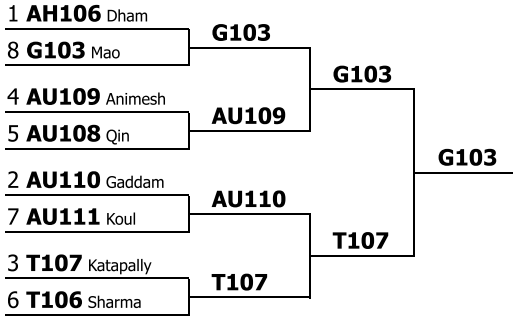 1 AH106 Dham
8 G103 Mao
4 AU109 Animesh
5 AU108 Qin
2 AU110 Gaddam
7 AU111 Koul
3 T107 Katapally
6 T106 Sharma
G103
AU109
AU110
T107
G103
T107
G103